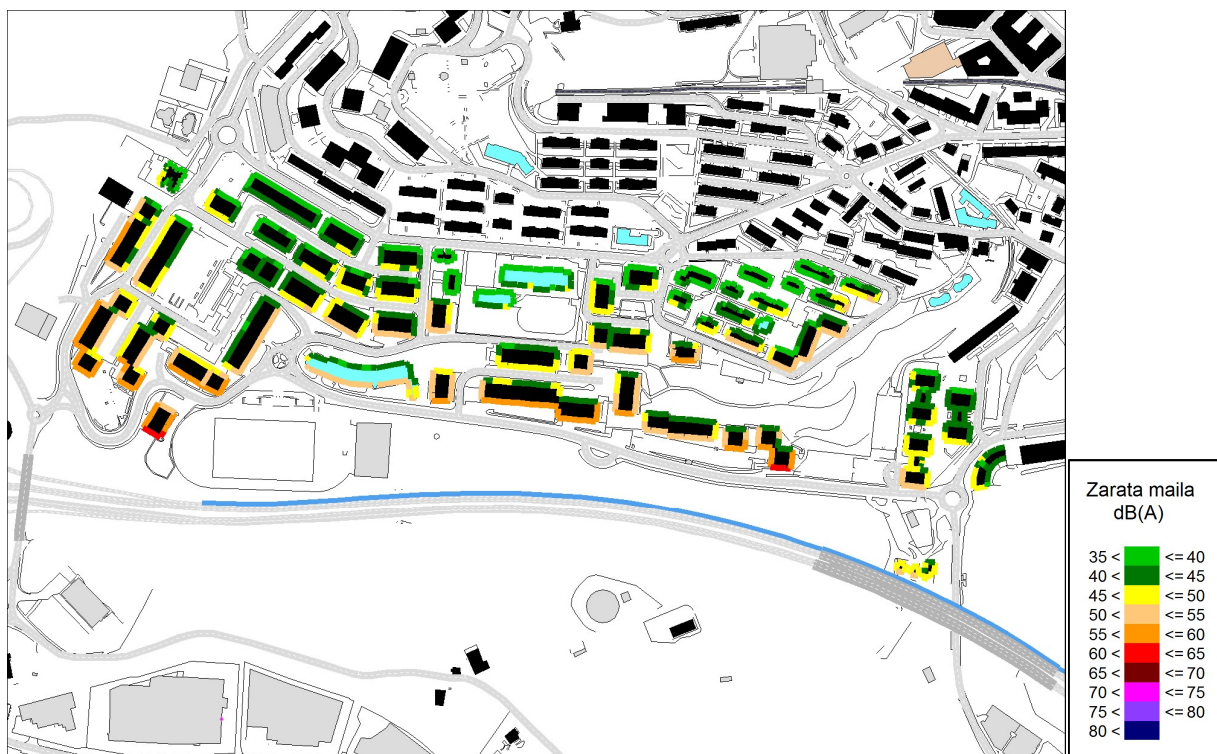 Zarata maila
dB(A)
35 < <= 40
40 < <= 45
45 < <= 50
50 < <= 55
55 < <= 60
60 < <= 65
65 < <= 70
70 < <= 75
75 < <= 80
80 <